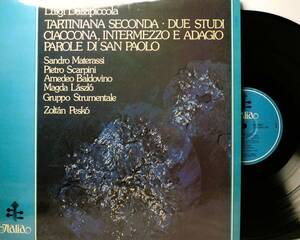 Luigi Dallapiccola
TARTINIANA SECONDA · DUE STUDI
CIACCONA, INTERMEZZO E ADAGIO
PAROLE DI SAN PAOLO
Sandro Materassi
Pietro Scarpini
Amedeo Baldovino
Magda László
Gruppo Strumentale
Zoltán Peskó
Italia